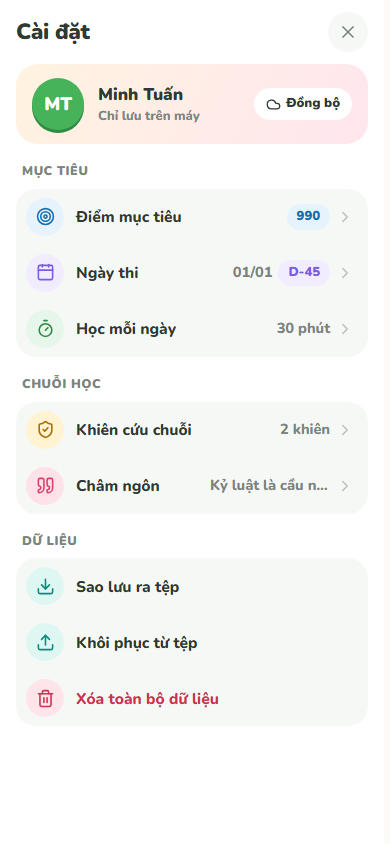 Cài đặt
MT
Minh Tuấn
Chỉ lưu trên máy
Đồng bộ
MỤC TIÊU
Điểm mục tiêu 990
Ngày thi 01/01 D-45
Học mỗi ngày 30 phút
CHUỖI HỌC
Khiên cứu chuỗi 2 khiên
Châm ngôn Kỷ luật là cầu n...
DỮ LIỆU
Sao lưu ra tệp
Khôi phục từ tệp
Xóa toàn bộ dữ liệu